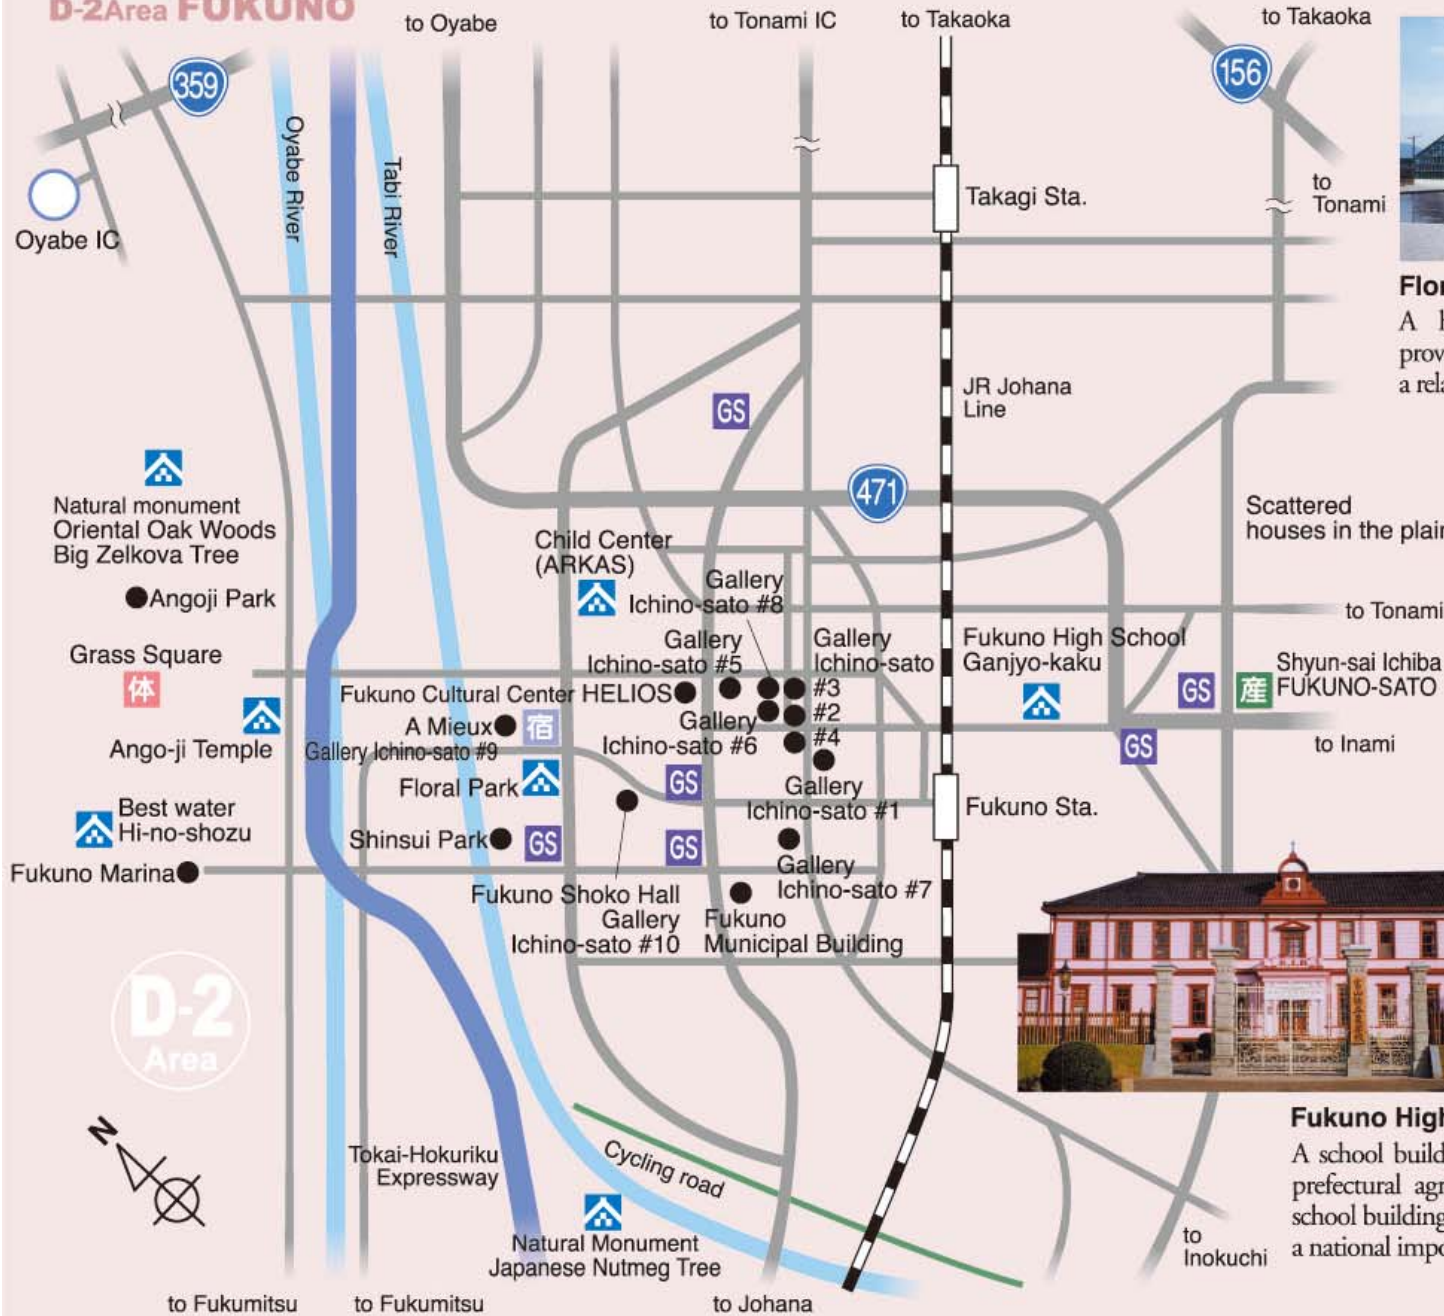 D-2Area FUKUNO
to Oyabe
to Tonami IC
to Takaoka
to Takaoka
359
156
Oyabe River
Tabi River
Oyabe IC
Takagi Sta.
to
Tonami
JR Johana
Line
GS
471
A
prov
a rela
Natural monument
Oriental Oak Woods
Big Zelkova Tree
Angoji Park
Scattered
houses in the plain
Child Center
(ARKAS)
Gallery
Ichino-sato #8
to Tonami
Grass Square
体
Gallery
Ichino-sato #5
Gallery
Ichino-sato
#3
#2
#4
Fukuno High School
Ganjyo-kaku
GS
産
Shyun-sai Ichiba
FUKUNO-SATO
Fukuno Cultural Center HELIOS
A Mieux
宿
Gallery Ichino-sato #9
Gallery
Ichino-sato #6
Ango-ji Temple
GS
to Inami
Floral Park
GS
Gallery
Ichino-sato #1
Fukuno Sta.
Best water
Hi-no-shozu
Shinsui Park
GS
GS
Fukuno Marina
Gallery
Ichino-sato #7
Fukuno Shoko Hall
Gallery
Ichino-sato #10
Fukuno
Municipal Building
D-2
Area
N
Tokai-Hokuriku
Expressway
Cycling road
Natural Monument
Japanese Nutmeg Tree
Fukuno High
A school build
prefectural agr
school building
a national impo
to
Inokuchi
to Fukumitsu
to Fukumitsu
to Johana